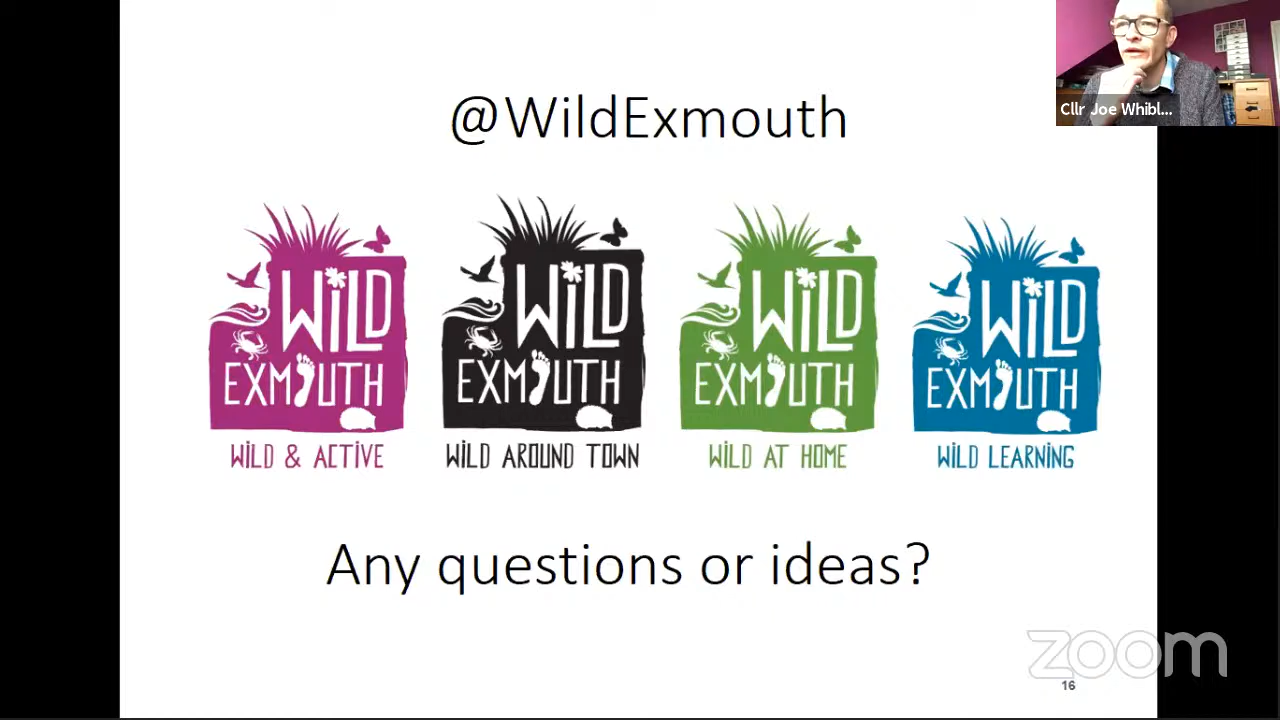 @WildExmouth
Cllr Joe Whibl...
WiLD
EXMOUTH
WiLD & ACTIVE
WiLD
EXMOUTH
WiLD AROUND TOWN
WiLD
EXMOUTH
WiLD AT HOME
WiLD
EXMOUTH
WiLD LEARNING
Any questions or ideas?
zoom
16